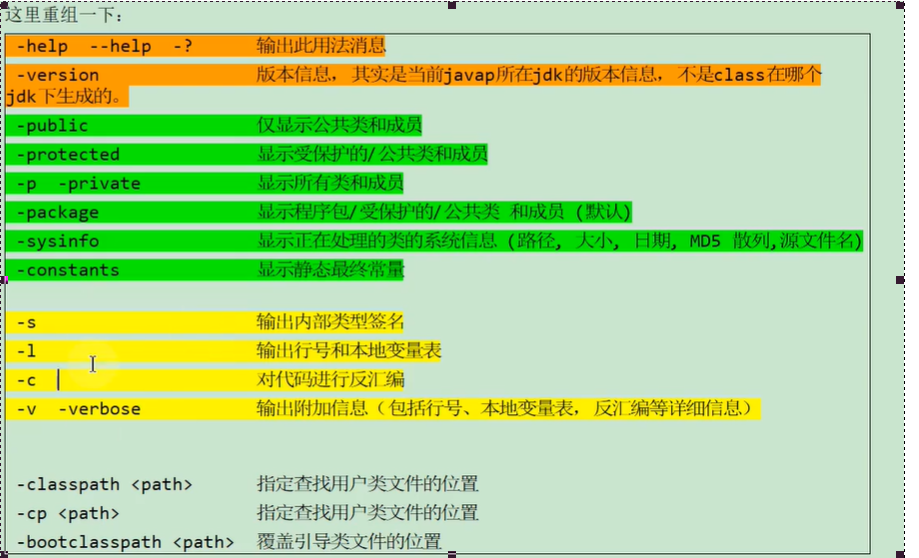 这里重组一下：
-help --help -? 输出此用法消息
-version 版本信息，其实是当前javap所在jdk的版本信息，不是class在哪个
jdk下生成的。
-public 仅显示公共类和成员
-protected 显示受保护的/公共类和成员
-p -private 显示所有类和成员
-package 显示程序包/受保护的/公共类 和成员 (默认)
-sysinfo 显示正在处理的类的系统信息 (路径, 大小, 日期, MD5 散列,源文件名)
-constants 显示静态最终常量
-s 输出内部类型签名
-l 输出行号和本地变量表
-c 对代码进行反汇编
-v -verbose 输出附加信息（包括行号、本地变量表，反汇编等详细信息）
-classpath <path> 指定查找用户类文件的位置
-cp <path> 指定查找用户类文件的位置
-bootclasspath <path> 覆盖引导类文件的位置